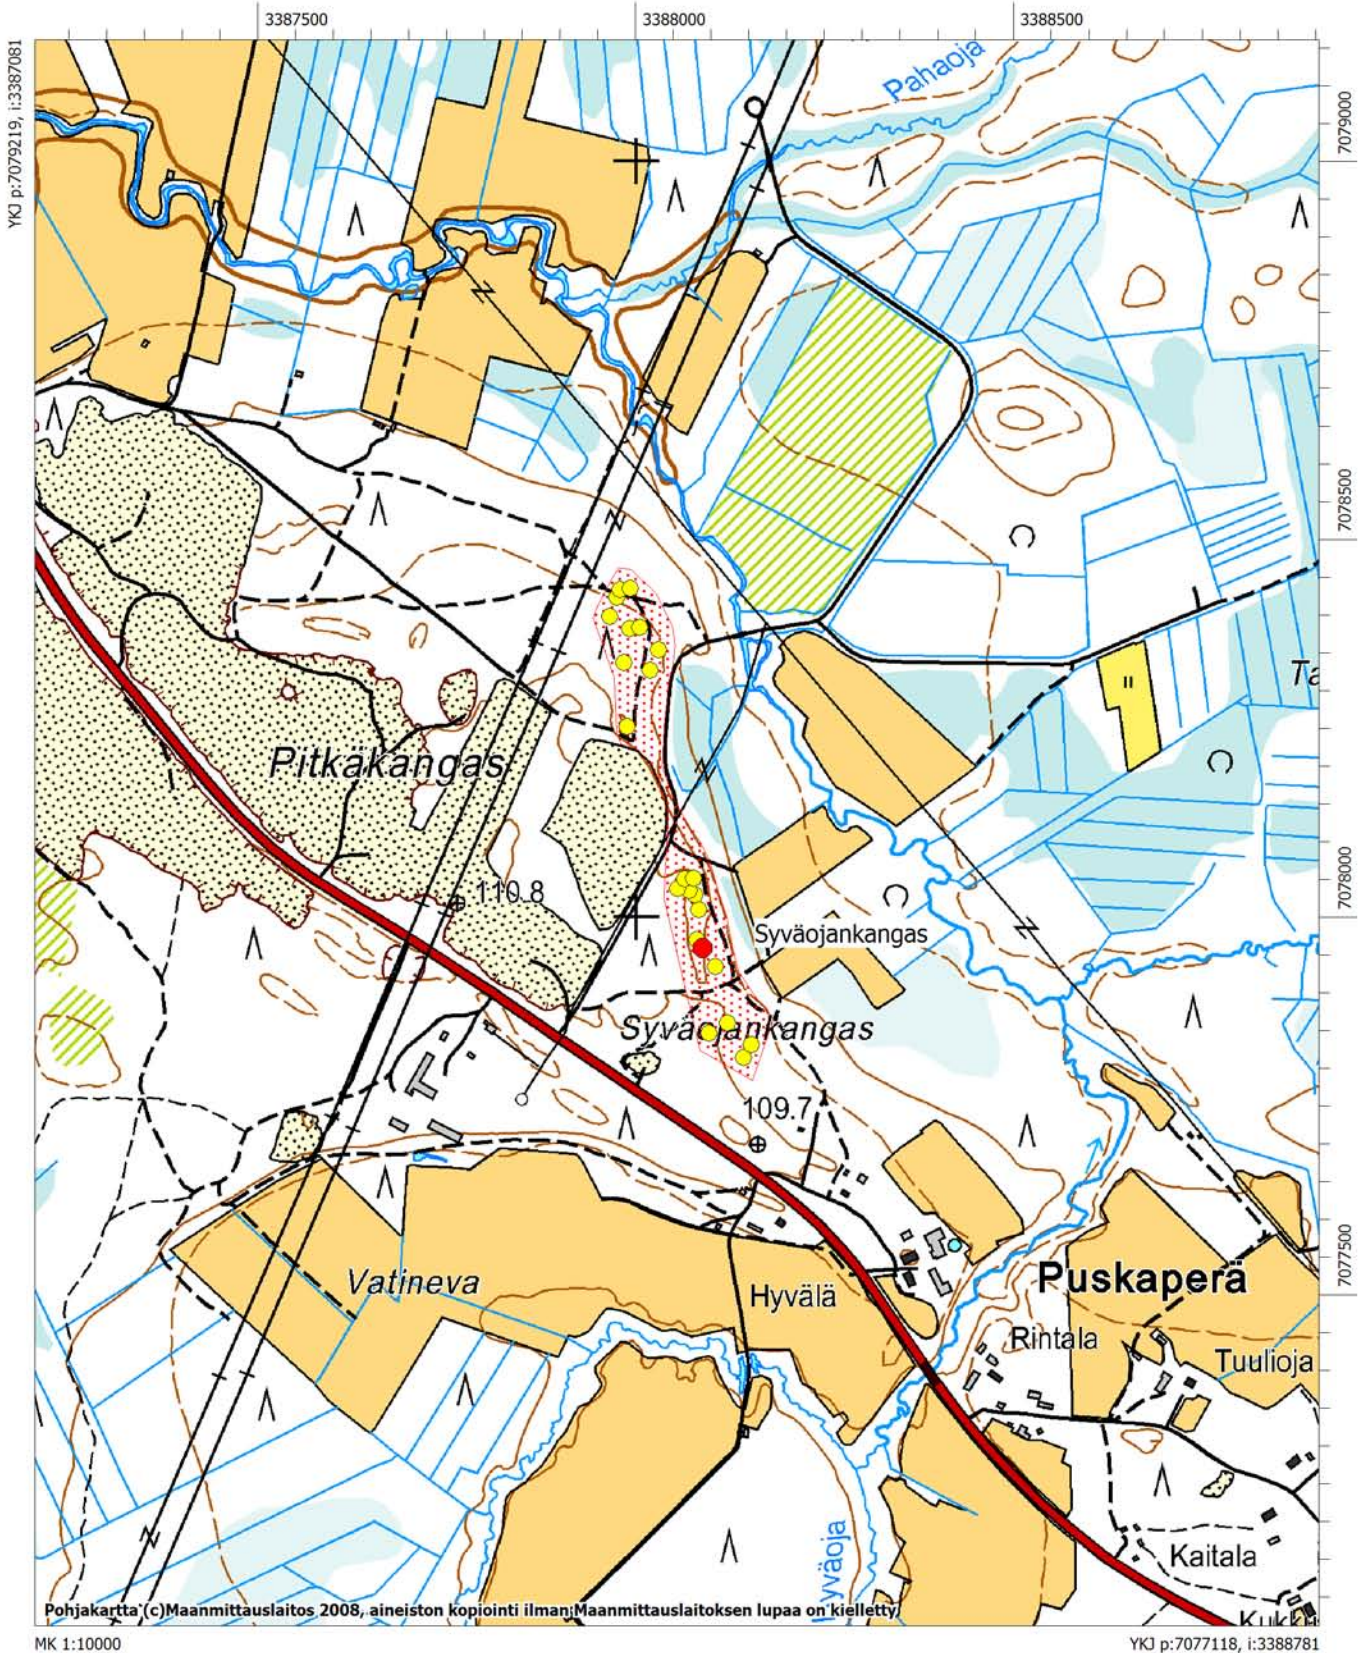 3387500
3388000
3388500
YKJ p:7079219, i:3387081
Pahaoja
7079000
7078500
Pitkäkangas
7078000
110.8
Syväojankangas
Syväojankangas
109.7
7077500
Vatineva
Hyvälä
Puskaperä
Rintala
Tuulioja
yväoja
Kaitala
Pohjakartta (c)Maanmittauslaitos 2008, aineiston kopiointi ilman Maanmittauslaitoksen lupaa on kielletty
MK 1:10000
YKJ p:7077118, i:3388781